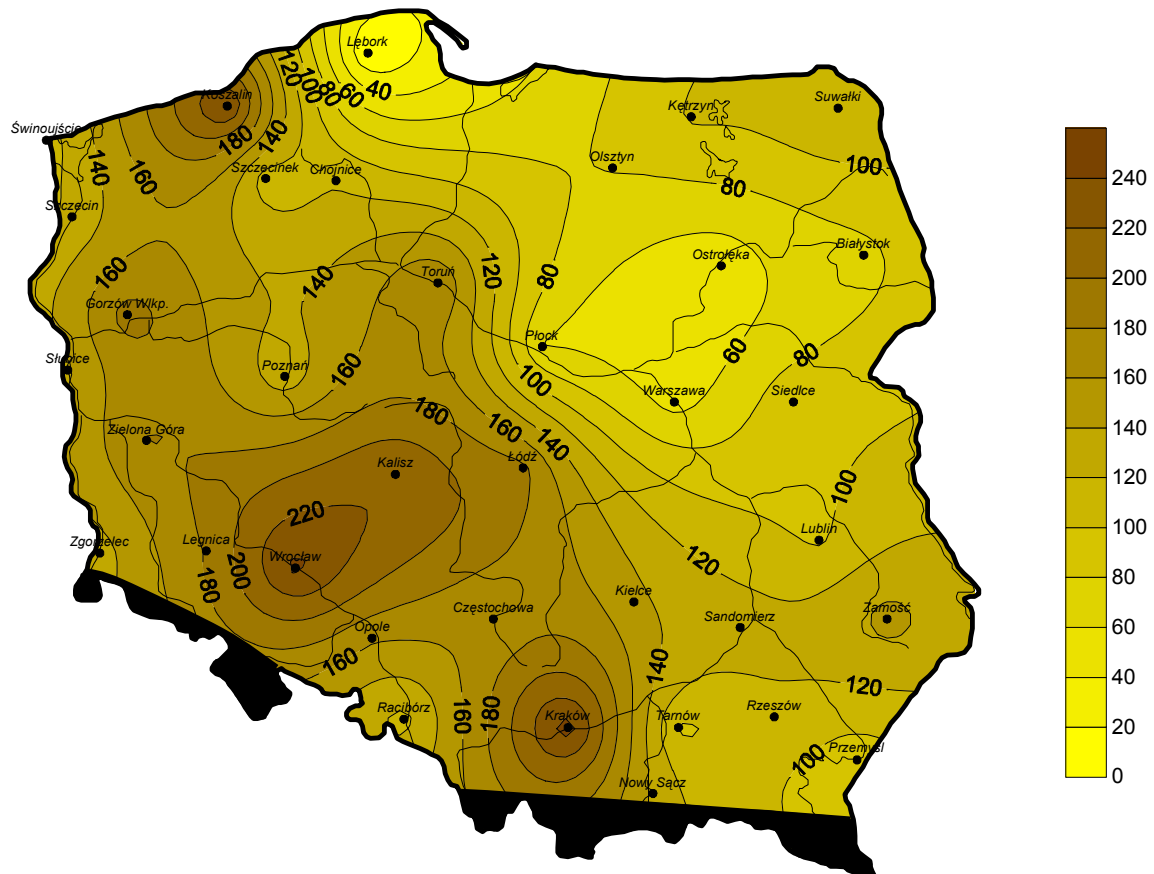 Lębork
120
100
80
60
40
Koszalin
180
140
Kętrzyn
Suwałki
Świnoujście
140
160
Szczecinek
Chojnice
Olsztyn
100
80
Szczecin
160
140
Toruń
120
80
Ostrołęka
Białystok
Gorzów Wlkp.
Płock
60
80
Słubice
Poznań
160
100
Warszawa
Siedlce
180
160
140
Zielona Góra
Kalisz
Łódź
100
220
Zgorzelec
Legnica
Wrocław
200
180
Lublin
120
Częstochowa
Kielce
Sandomierz
Zamość
Opole
160
140
120
Racibórz
160
180
Kraków
Tarnów
Rzeszów
100
Przemyśl
Nowy Sącz
240
220
200
180
160
140
120
100
80
60
40
20
0